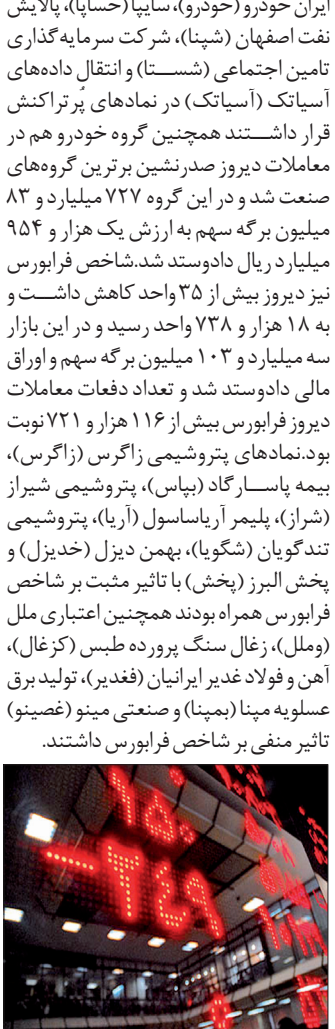 ایران خودرو (خودرو)، سایپا (خساپا)، پالایش
نفت اصفهان (شپنا)، شرکت سرمایه‌گذاری
تامین اجتماعی (شستا) و انتقال داده‌های
آسیاتک (آسیاتک) در نمادهای پُرتراکنش
قرار داشتند همچنین گروه خودرو هم در
معاملات دیروز صدرنشین برترین گروه‌های
صنعت شد و در این گروه ۷۲۷ میلیارد و ۸۳
میلیون برگه سهم به ارزش یک هزار و ۹۵۴
میلیارد ریال دادوستد شد.شاخص فرابورس
نیز دیروز بیش از ۳۵ واحد کاهش داشت و
به ۱۸ هزار و ۷۳۸ واحد رسید و در این بازار
سه میلیارد و ۱۰۳ میلیون برگه سهم و اوراق
مالی دادوستد شد و تعداد دفعات معاملات
دیروز فرابورس بیش از ۱۱۶ هزار و ۷۲۱ نوبت
بود.نمادهای پتروشیمی زاگرس (زاگرس)،
بیمه پاسارگاد (بپاس)، پتروشیمی شیراز
(شراز)، پلیمر آریاساسول (آریا)، پتروشیمی
تندگویان (شگویا)، بهمن دیزل (خدیزل) و
پخش البرز (پخش) با تاثیر مثبت بر شاخص
فرابورس همراه بودند همچنین اعتباری ملل
(وملل)، زغال سنگ پرورده طبس (کزغال)،
آهن و فولاد غدیر ایرانیان (فغدیر)، تولید برق
عسلویه مپنا (بمپنا) و صنعتی مینو (غصینو)
تاثیر منفی بر شاخص فرابورس داشتند.